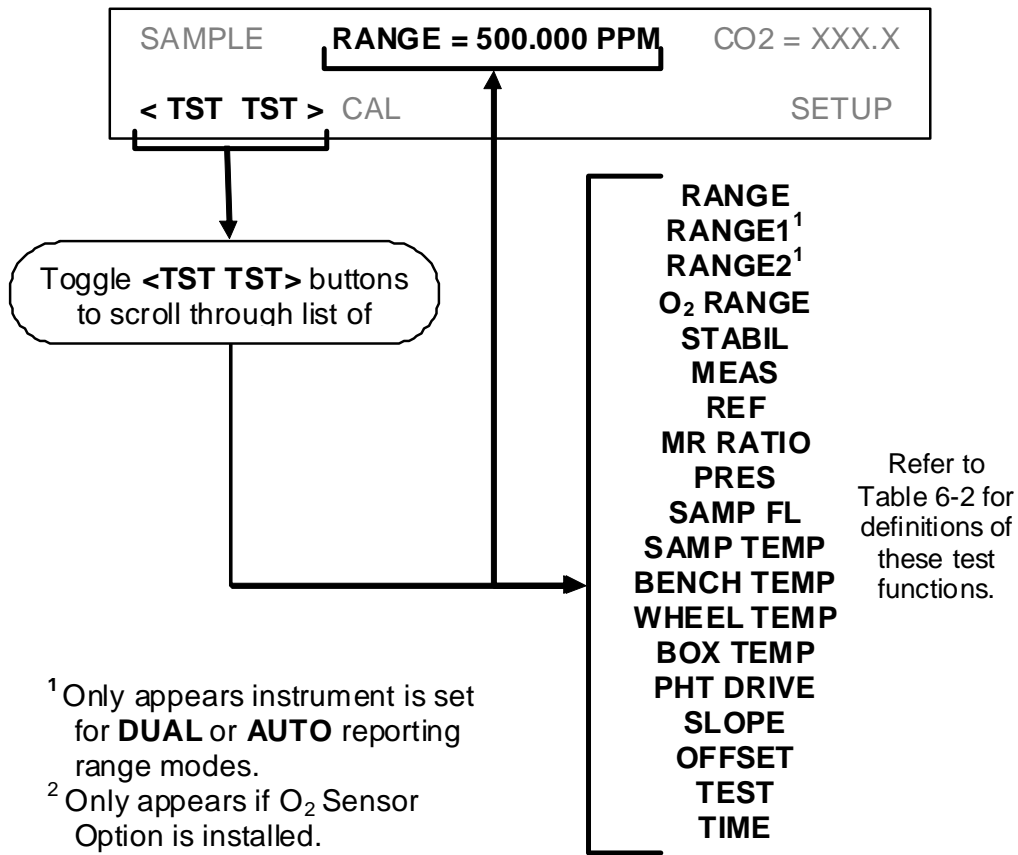 SAMPLE RANGE = 500.000 PPM CO2 = XXX.X
< TST TST > CAL SETUP
Toggle <TST TST> buttons
to scroll through list of
RANGE
RANGE1¹
RANGE2¹
O₂ RANGE
STABIL
MEAS
REF
MR RATIO
PRES
SAMP FL
SAMP TEMP
BENCH TEMP
WHEEL TEMP
BOX TEMP
PHT DRIVE
SLOPE
OFFSET
TEST
TIME
Refer to
Table 6-2 for
definitions of
these test
functions.
¹ Only appears instrument is set
for DUAL or AUTO reporting
range modes.
² Only appears if O₂ Sensor
Option is installed.